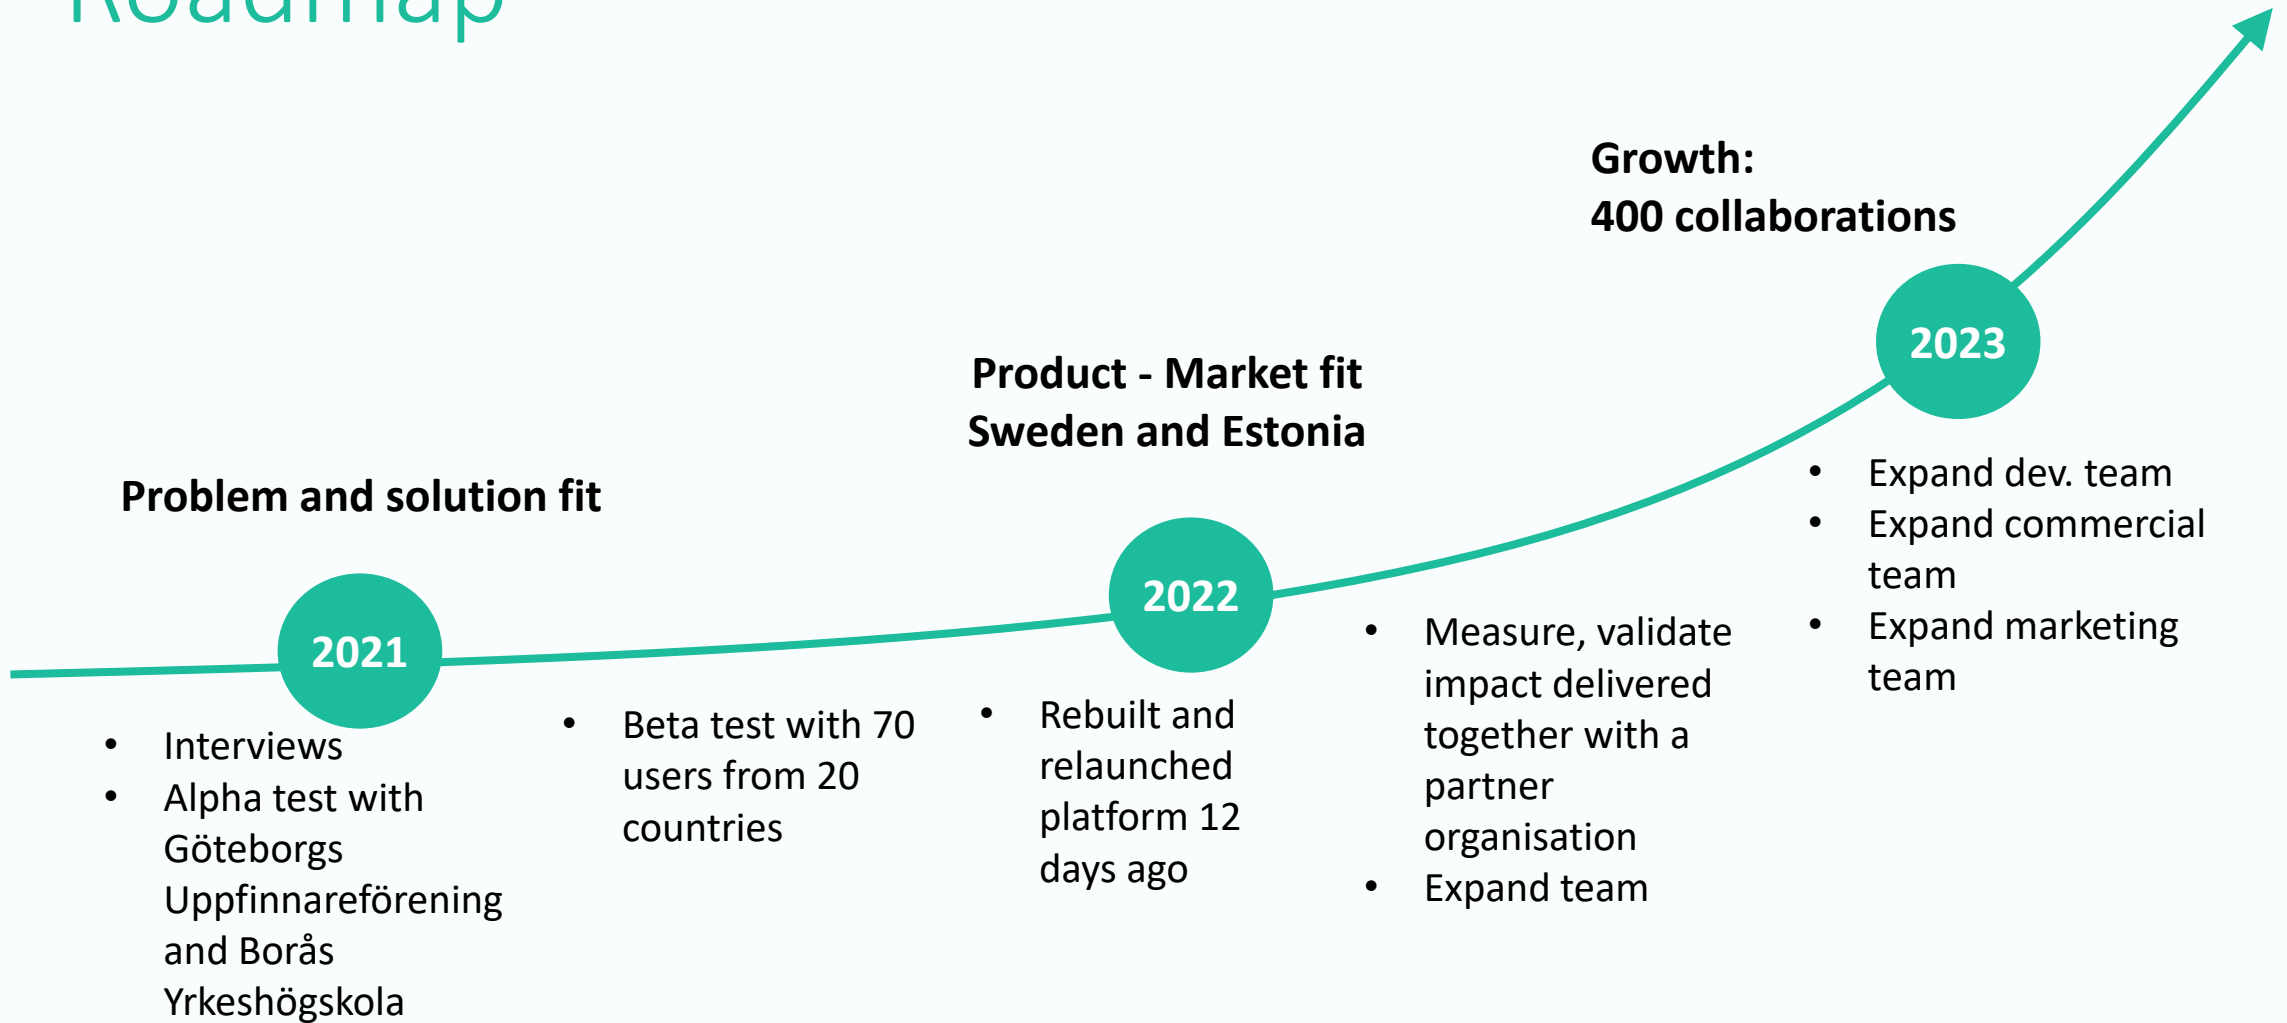 Roadmap
Growth:
400 collaborations
2023
Product - Market fit
Sweden and Estonia
2022
Problem and solution fit
2021
• Interviews
• Alpha test with
Göteborgs
Uppfinnareförening
and Borås
Yrkeshögskola
• Beta test with 70
users from 20
countries
• Rebuilt and
relaunched
platform 12
days ago
• Measure, validate
impact delivered
together with a
partner
organisation
• Expand team
• Expand dev. team
• Expand commercial
team
• Expand marketing
team